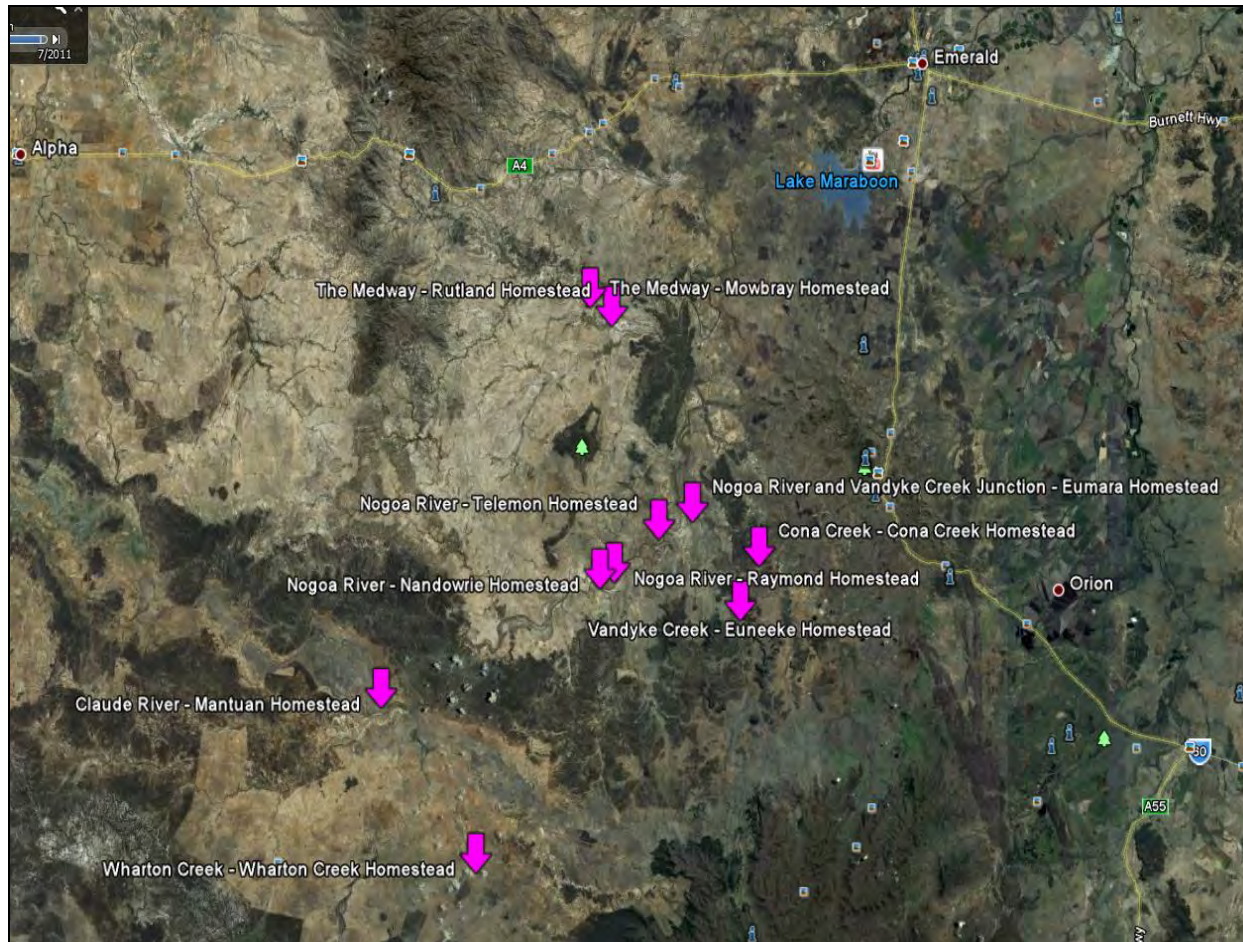 7/2011
Emerald
Burnett Hwy
Alpha
A4
Lake Maraboon
The Medway - Rutland Homestead
The Medway - Mowbray Homestead
Nogoa River - Telemon Homestead
Nogoa River and Vandyke Creek Junction - Eumara Homestead
Cona Creek - Cona Creek Homestead
Nogoa River - Nandowrie Homestead
Nogoa River - Raymond Homestead
Orion
Vandyke Creek - Euneeke Homestead
Claude River - Mantuan Homestead
60
A55
Wharton Creek - Wharton Creek Homestead